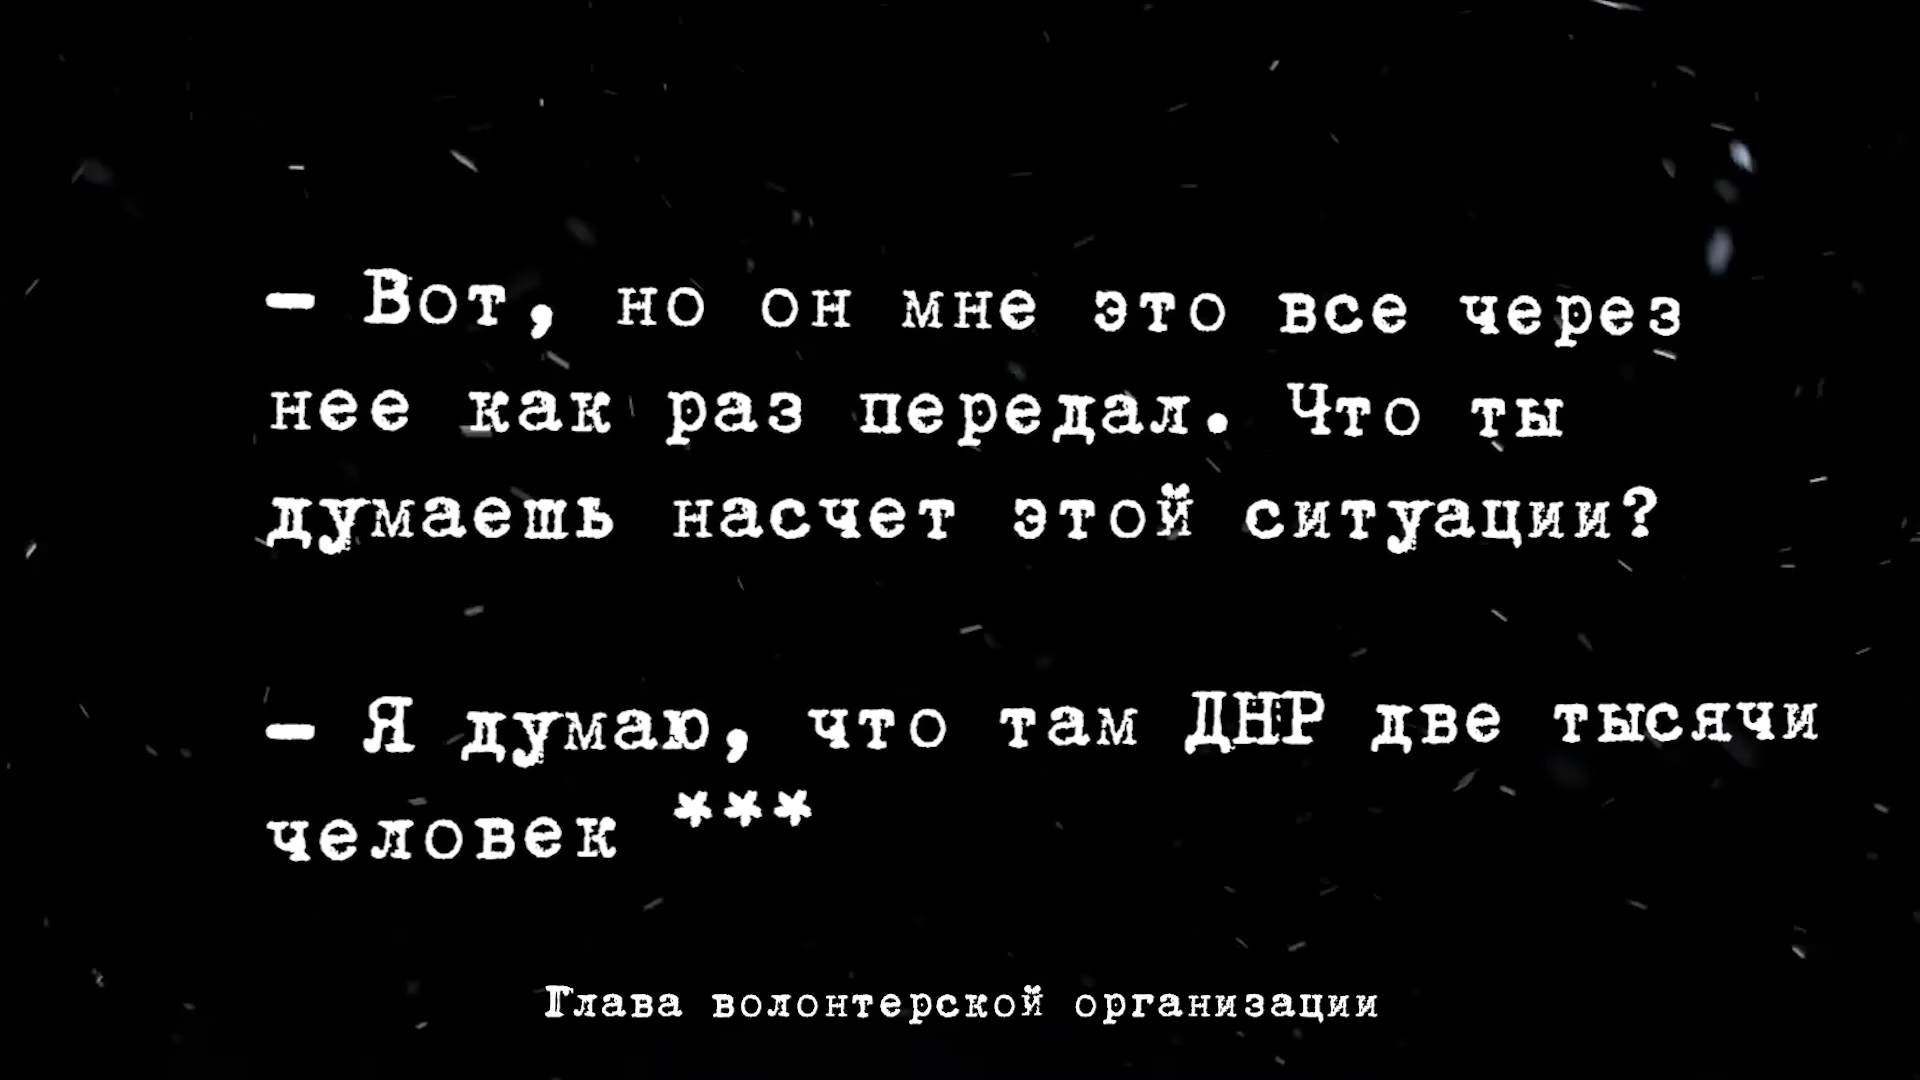 – Вот, но он мне это все через
нее как раз передал. Что ты
думаешь насчет этой ситуации?
– Я думаю, что там ДНР две тысячи
человек ***
Глава волонтерской организации